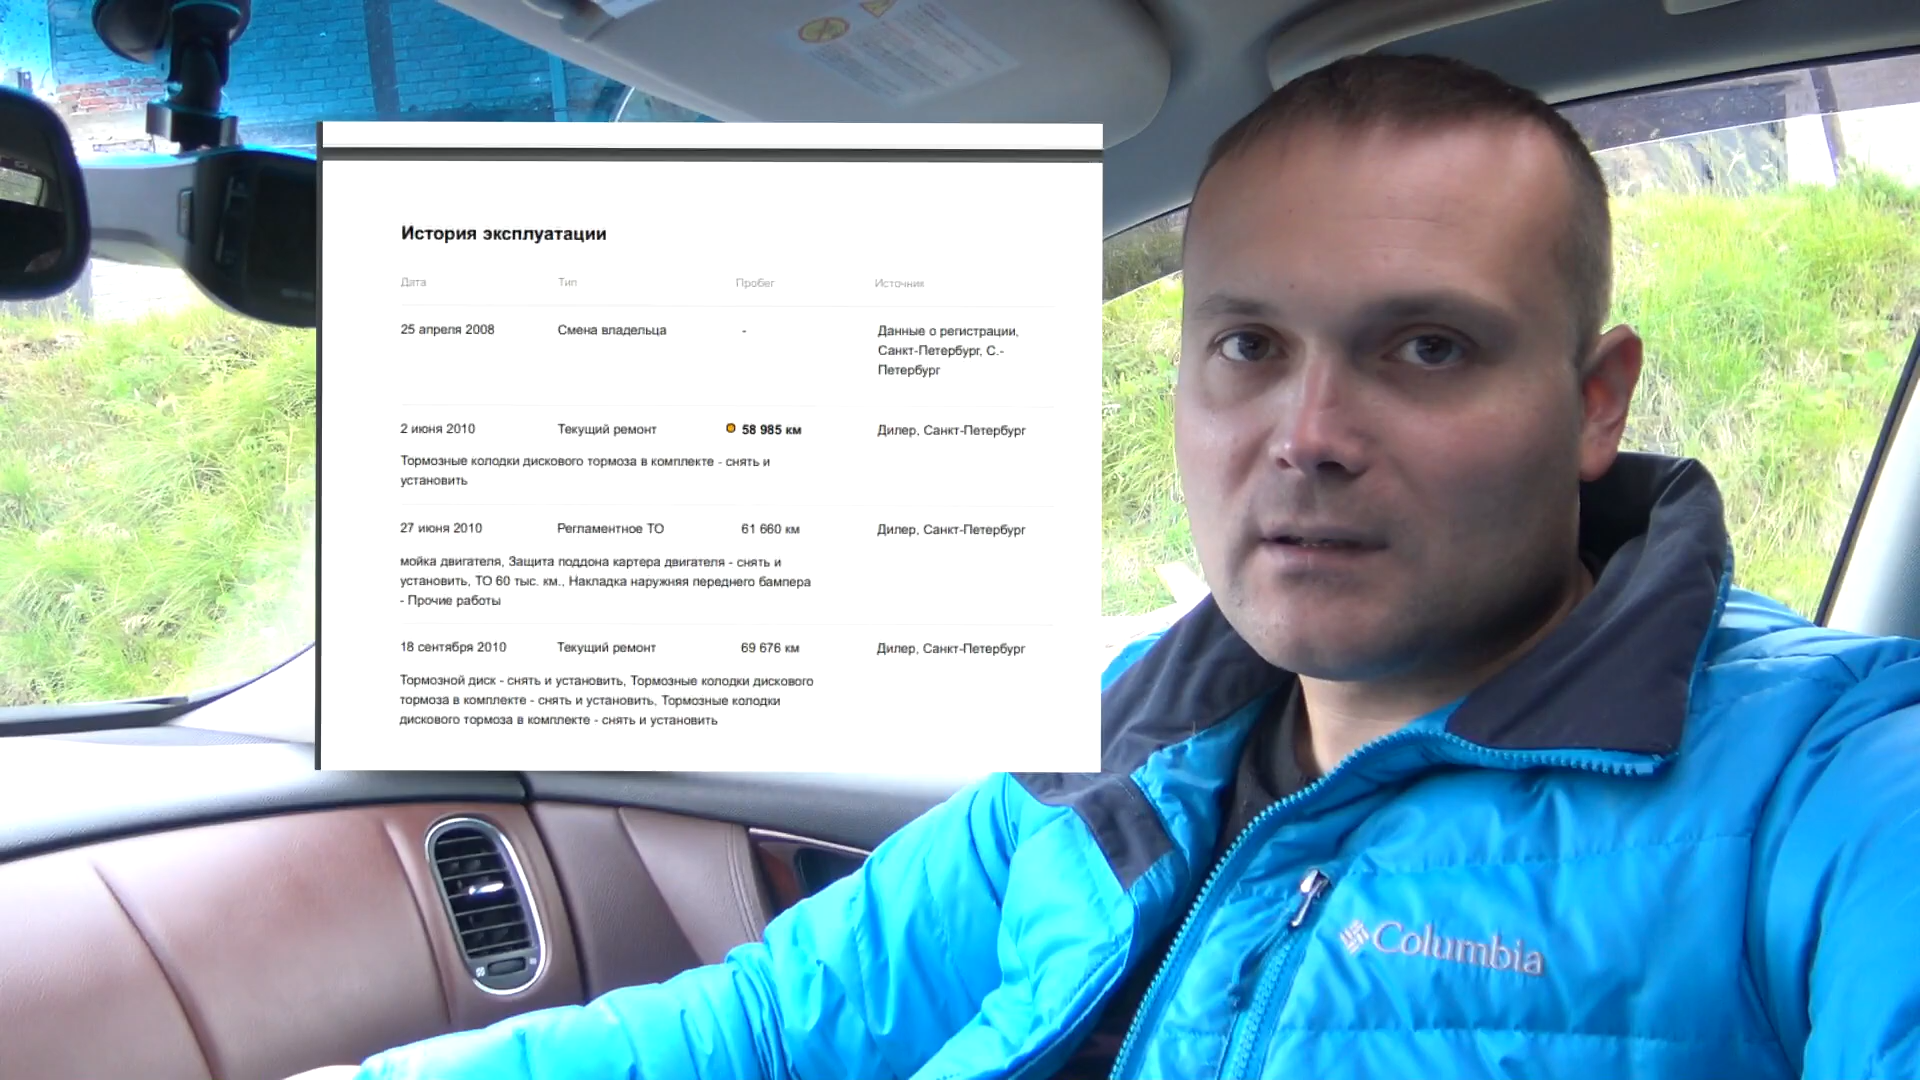 История эксплуатации
Дата Тип Пробег Источник
25 апреля 2008 Смена владельца - Данные о регистрации,
Санкт-Петербург, С.-
Петербург
2 июня 2010 Текущий ремонт 58 985 км Дилер, Санкт-Петербург
Тормозные колодки дискового тормоза в комплекте - снять и
установить
27 июня 2010 Регламентное ТО 61 660 км Дилер, Санкт-Петербург
мойка двигателя, Защита поддона картера двигателя - снять и
установить, ТО 60 тыс. км., Накладка наружняя переднего бампера
- Прочие работы
18 сентября 2010 Текущий ремонт 69 676 км Дилер, Санкт-Петербург
Тормозной диск - снять и установить, Тормозные колодки дискового
тормоза в комплекте - снять и установить, Тормозные колодки
дискового тормоза в комплекте - снять и установить
Columbia